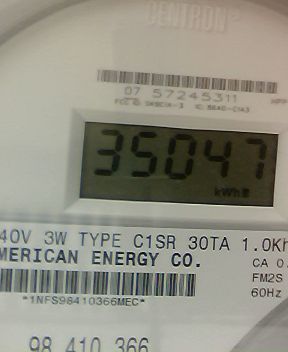 CENTRON®
07 57245311
35047
kWh
40V 3W TYPE C1SR 30TA 1.0Kh
MERICAN ENERGY CO.
CA 0.
FM2S
60Hz
*1NFS98410366MEC*
98 410 366